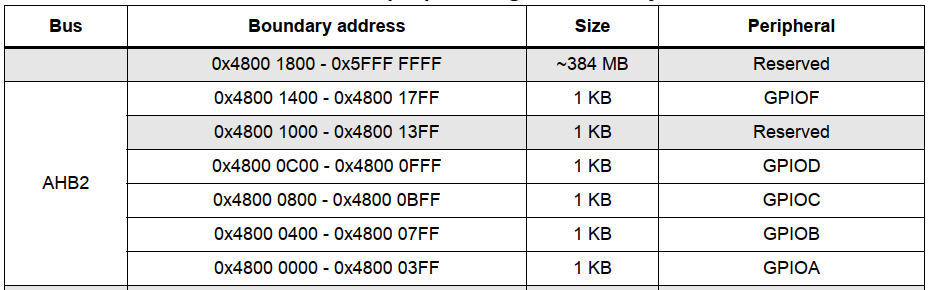 Bus Boundary address Size Peripheral
0x4800 1800 - 0x5FFF FFFF ~384 MB Reserved
0x4800 1400 - 0x4800 17FF 1 KB GPIOF
0x4800 1000 - 0x4800 13FF 1 KB Reserved
0x4800 0C00 - 0x4800 0FFF 1 KB GPIOD
AHB2
0x4800 0800 - 0x4800 0BFF 1 KB GPIOC
0x4800 0400 - 0x4800 07FF 1 KB GPIOB
0x4800 0000 - 0x4800 03FF 1 KB GPIOA